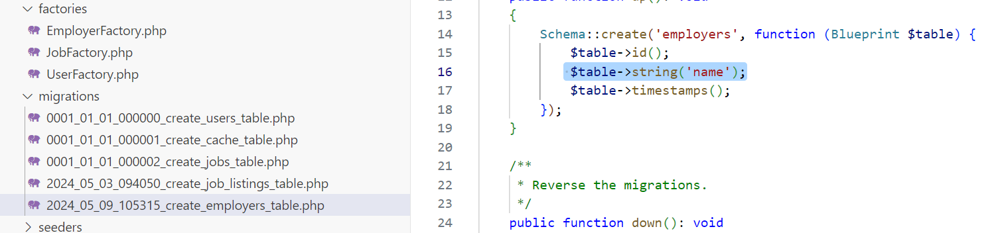 factories
EmployerFactory.php
JobFactory.php
UserFactory.php
migrations
0001_01_01_000000_create_users_table.php
0001_01_01_000001_create_cache_table.php
0001_01_01_000002_create_jobs_table.php
2024_05_03_094050_create_job_listings_table.php
2024_05_09_105315_create_employers_table.php
seeders
12 public function up(): void
13 {
14 Schema::create('employers', function (Blueprint $table) {
15 $table->id();
16 $table->string('name');
17 $table->timestamps();
18 });
19 }
20
21 /**
22 * Reverse the migrations.
23 */
24 public function down(): void